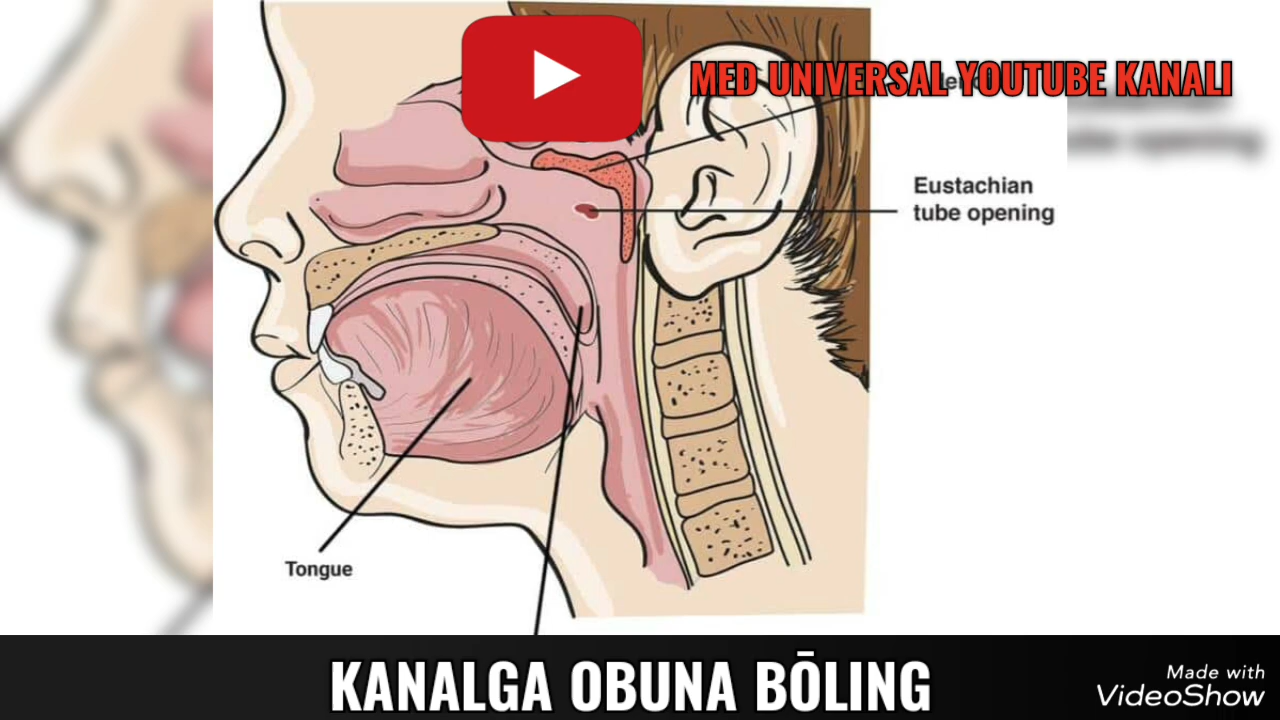 MED UNIVERSAL YOUTUBE KANALI
Eustachian
tube opening
Tongue
KANALGA OBUNA BŌLING
Made with
VideoShow